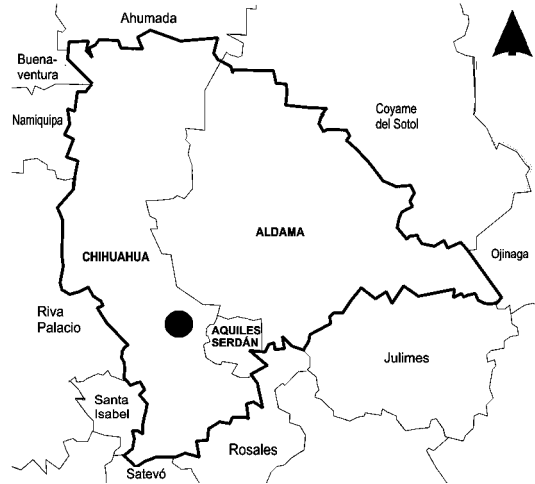 Ahumada
Buena-
ventura
Namiquipa
Coyame
del Sotol
ALDAMA
CHIHUAHUA
Ojinaga
Riva
Palacio
AQUILES
SERDÁN
Julimes
Santa
Isabel
Rosales
Satevó